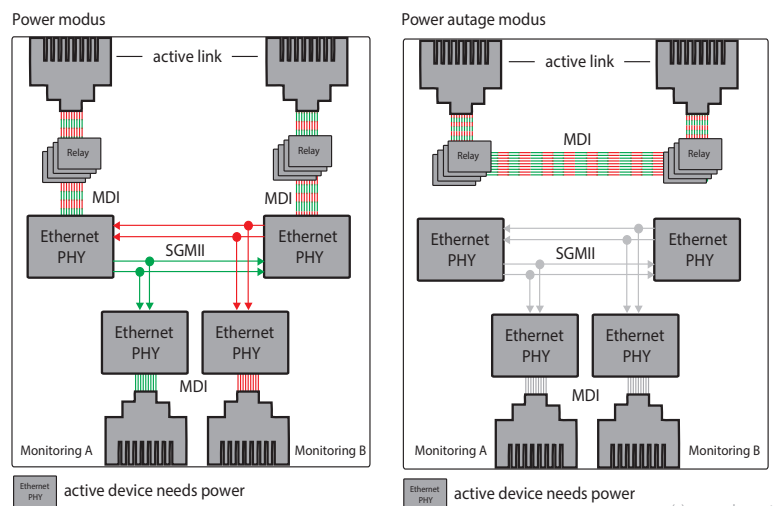 Power modus
active link
Relay
Relay
MDI
MDI
Ethernet
PHY
SGMII
Ethernet
PHY
Ethernet
PHY
Ethernet
PHY
MDI
Monitoring A
Monitoring B
Ethernet
PHY
active device needs power
Power autage modus
active link
MDI
Relay
Relay
Ethernet
PHY
SGMII
Ethernet
PHY
Ethernet
PHY
Ethernet
PHY
MDI
Monitoring A
Monitoring B
Ethernet
PHY
active device needs power